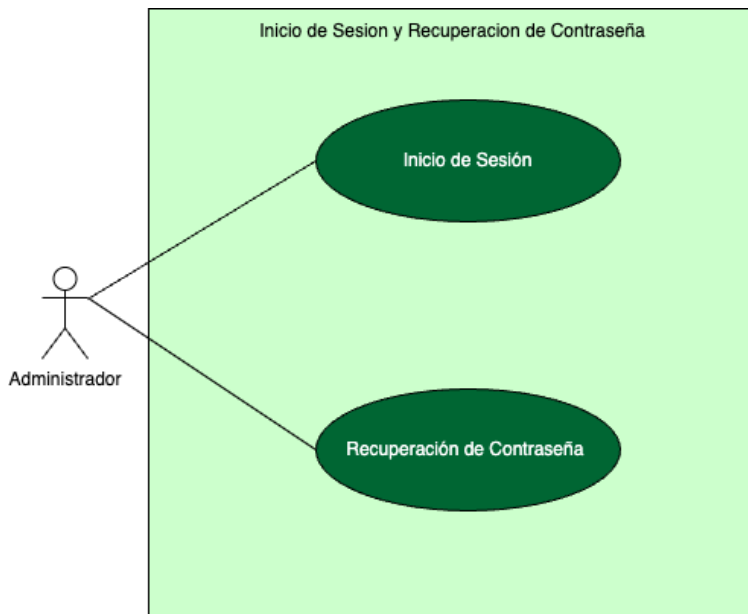 Inicio de Sesion y Recuperacion de Contraseña
Inicio de Sesión
Administrador
Recuperación de Contraseña